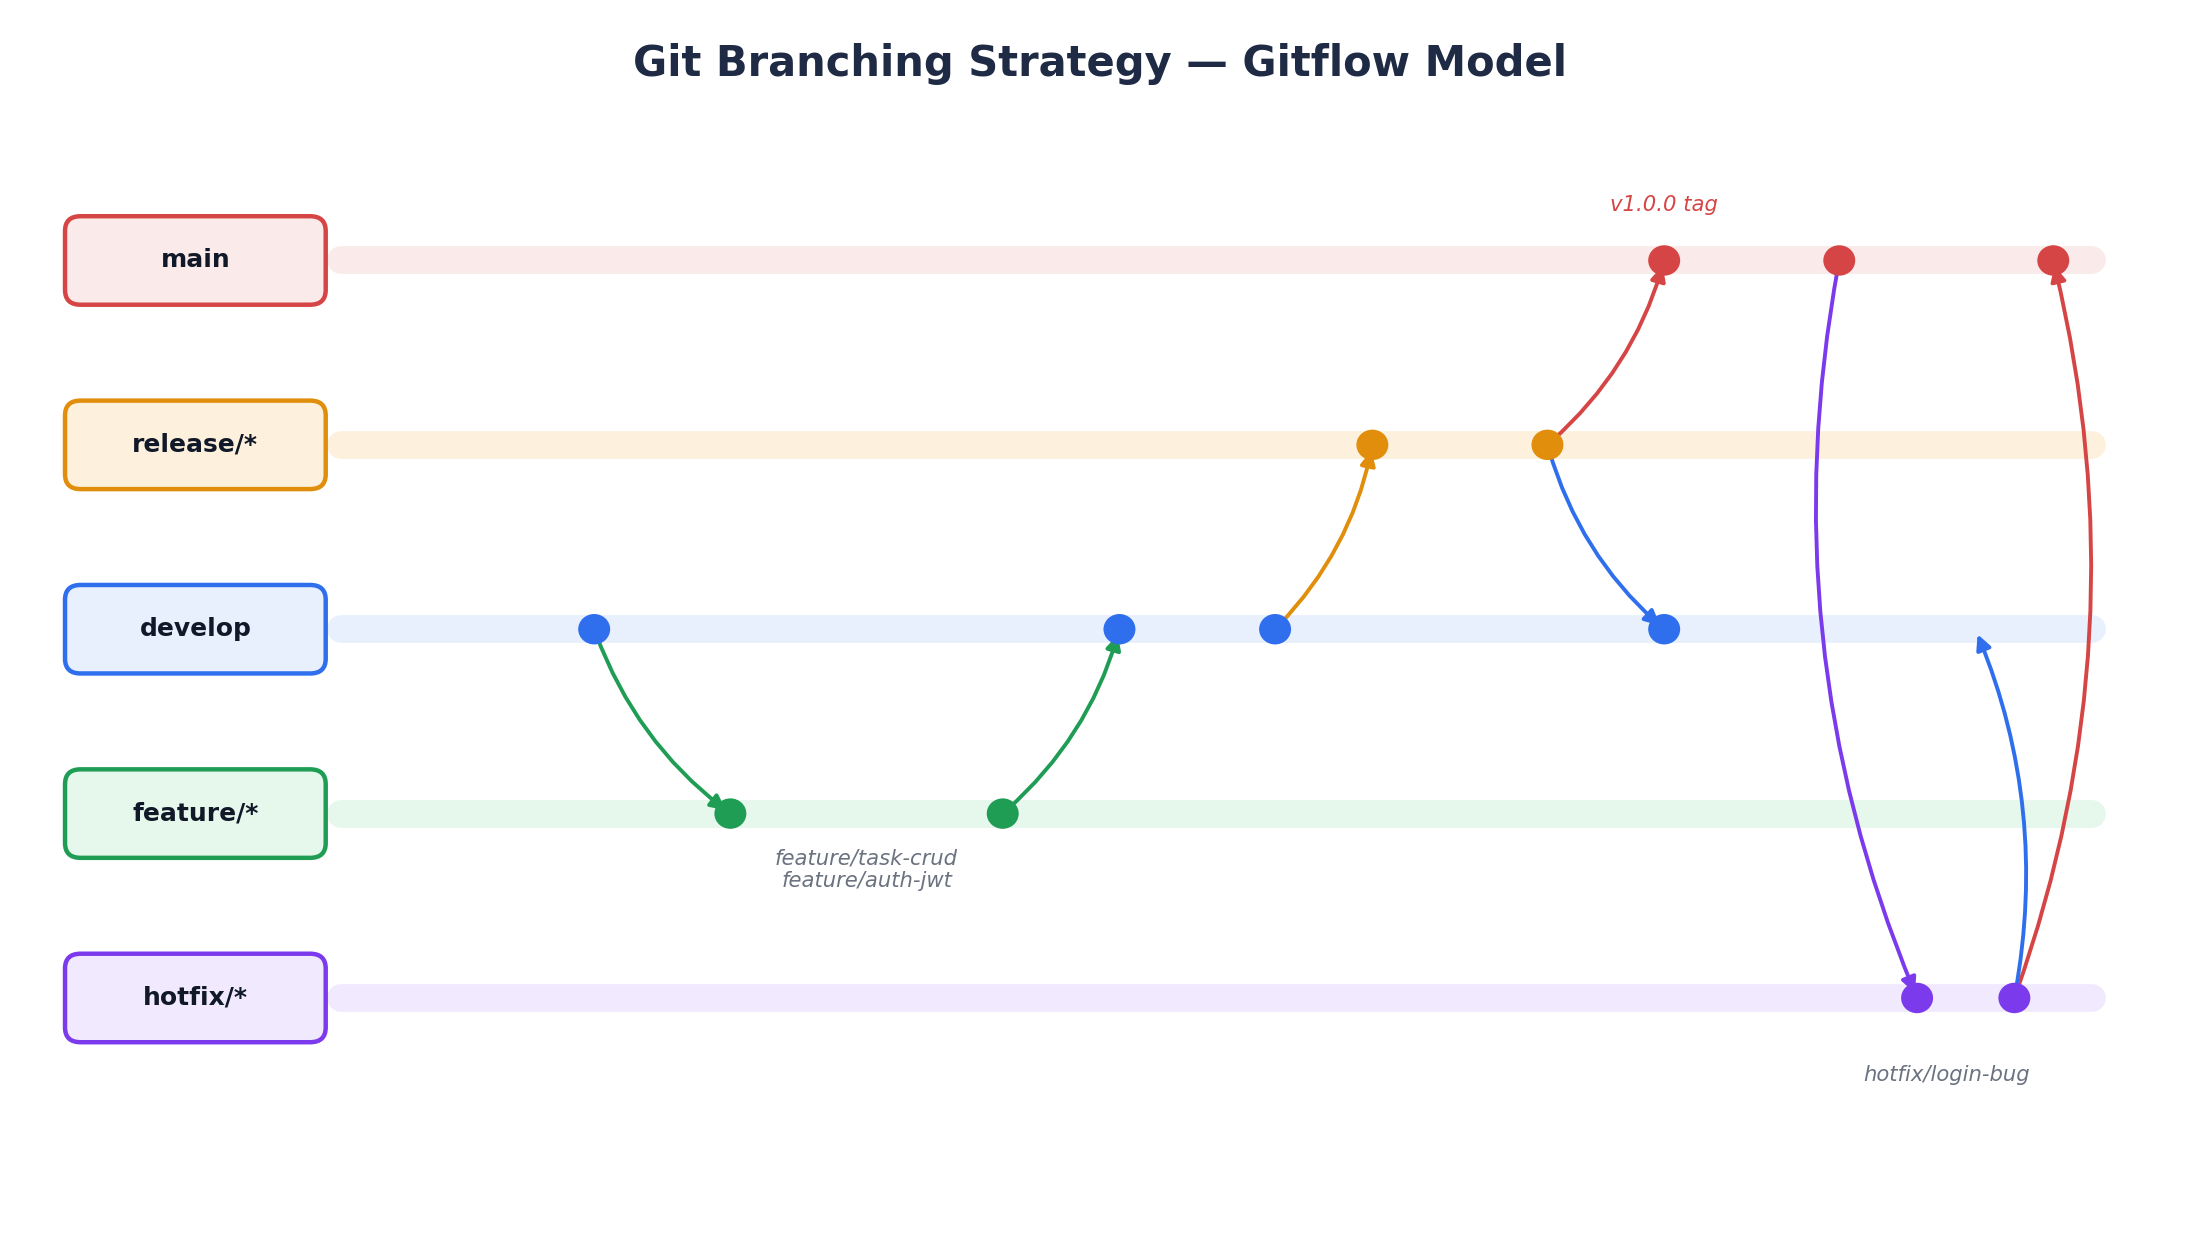 Git Branching Strategy — Gitflow Model
v1.0.0 tag
main
release/*
develop
feature/*
feature/task-crud
feature/auth-jwt
hotfix/*
hotfix/login-bug